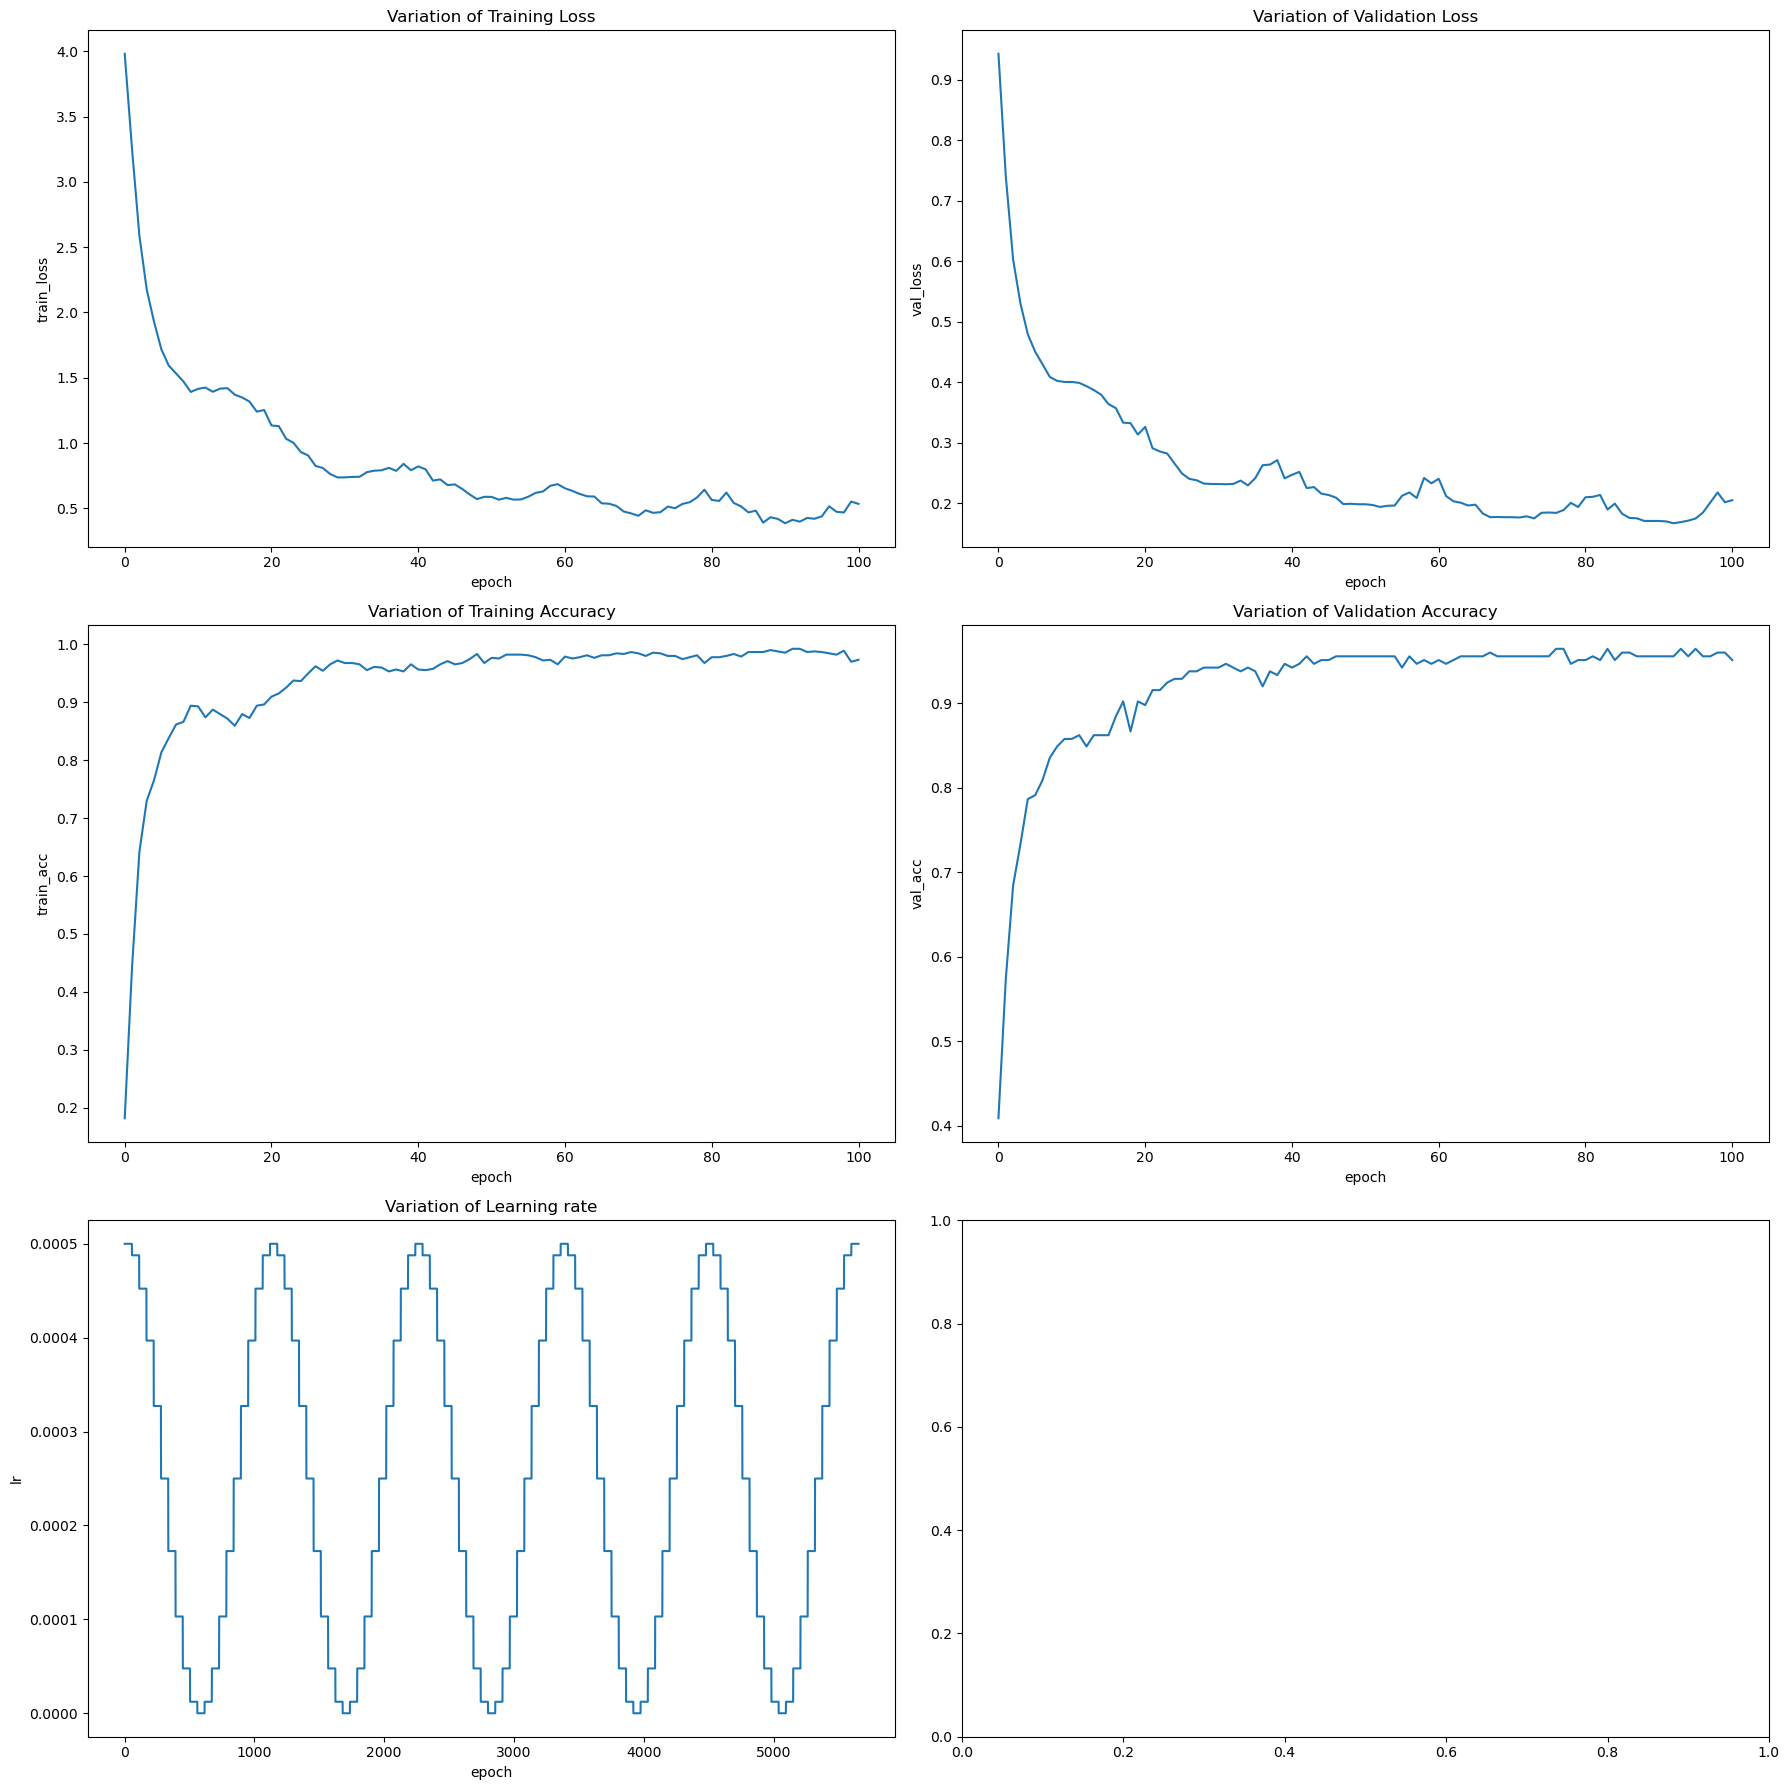 Variation of Training Loss
4.0
3.5
3.0
2.5
2.0
1.5
1.0
0.5
train_loss
0 20 40 60 80 100
epoch
Variation of Validation Loss
0.9
0.8
0.7
0.6
0.5
0.4
0.3
0.2
val_loss
0 20 40 60 80 100
epoch
Variation of Training Accuracy
1.0
0.9
0.8
0.7
0.6
0.5
0.4
0.3
0.2
train_acc
0 20 40 60 80 100
epoch
Variation of Validation Accuracy
0.9
0.8
0.7
0.6
0.5
0.4
val_acc
0 20 40 60 80 100
epoch
Variation of Learning rate
0.0005
0.0004
0.0003
0.0002
0.0001
0.0000
lr
0 1000 2000 3000 4000 5000
epoch
1.0
0.8
0.6
0.4
0.2
0.0
0.0 0.2 0.4 0.6 0.8 1.0